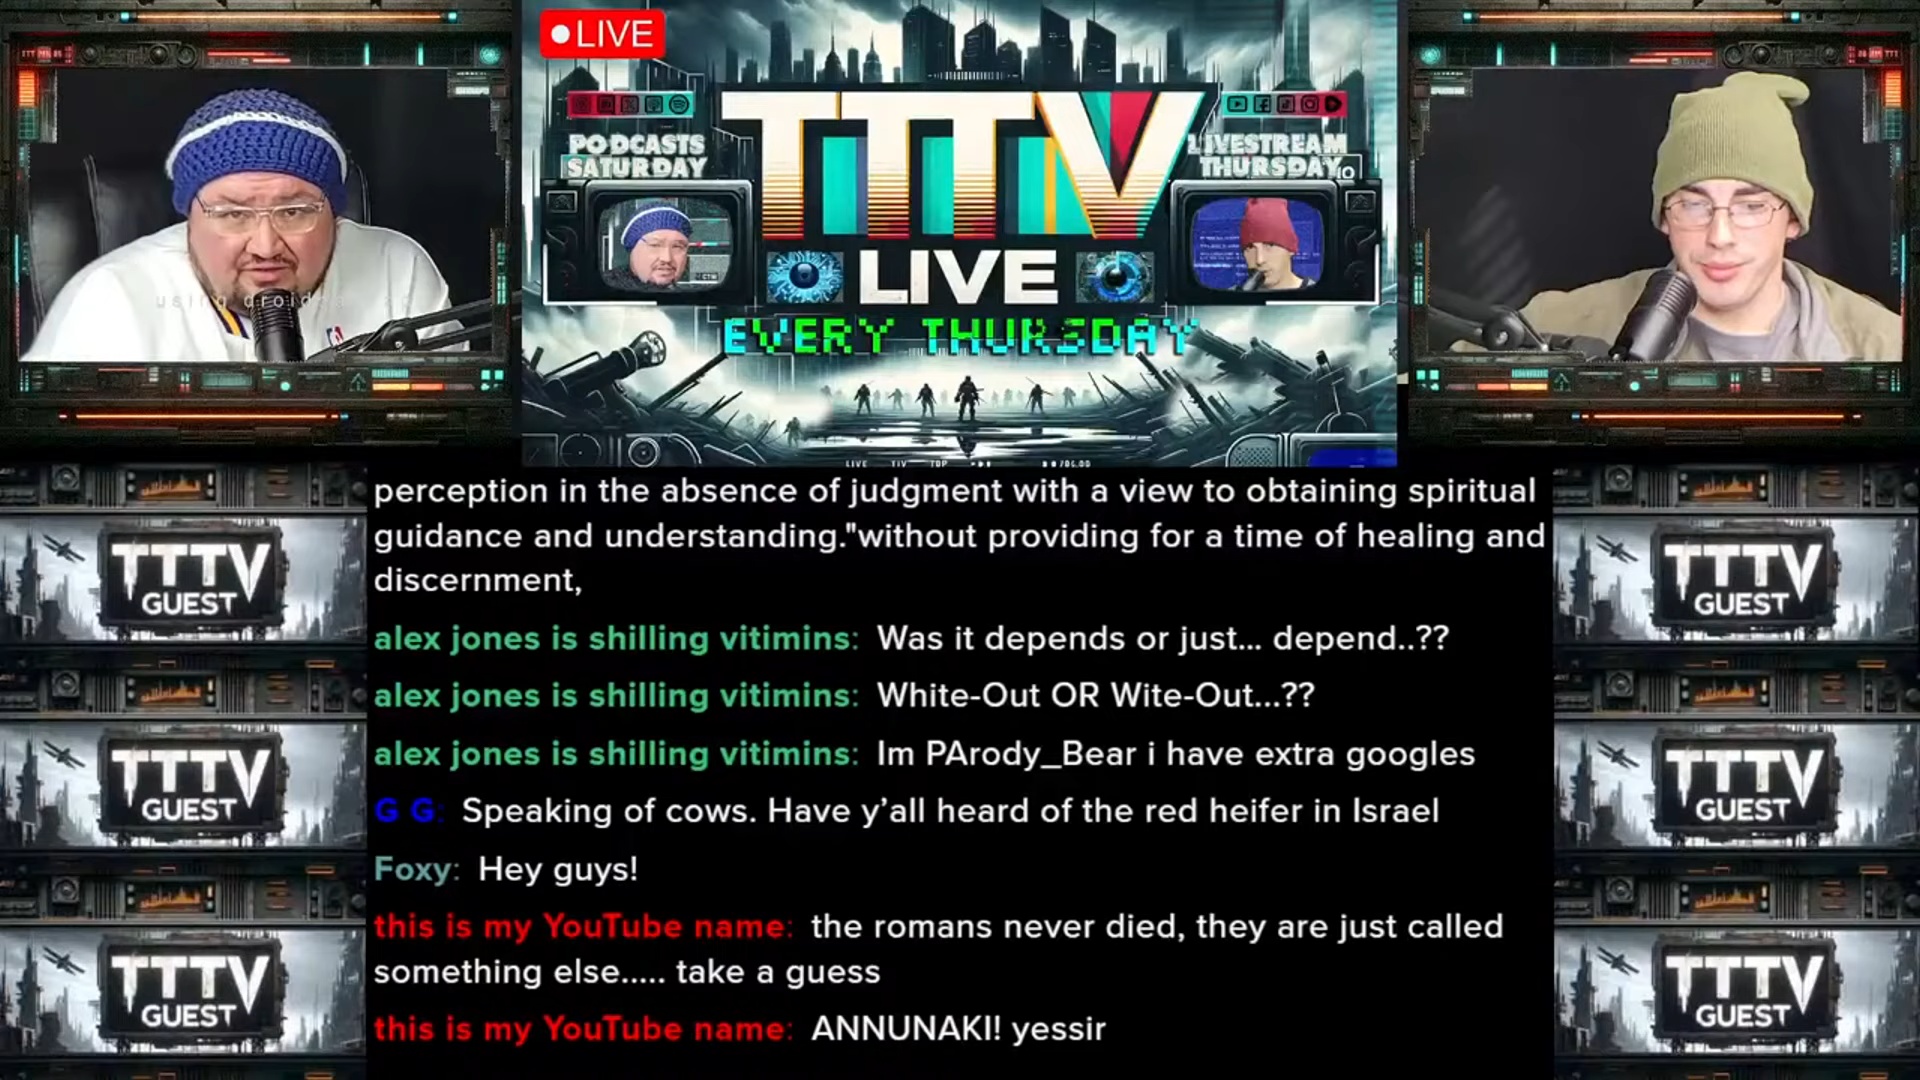 LIVE
PODCASTS
SATURDAY
TTTV
LIVESTREAM
THURSDAY
LIVE
EVERY THURSDAY
perception in the absence of judgment with a view to obtaining spiritual
guidance and understanding."without providing for a time of healing and
discernment,
alex jones is shilling vitimins: Was it depends or just... depend..??
alex jones is shilling vitimins: White-Out OR Wite-Out...??
alex jones is shilling vitimins: Im PArody_Bear i have extra googles
G G: Speaking of cows. Have y’all heard of the red heifer in Israel
Foxy: Hey guys!
this is my YouTube name: the romans never died, they are just called
something else..... take a guess
this is my YouTube name: ANNUNAKI! yessir
TTTV
GUEST
TTTV
GUEST
TTTV
GUEST
TTTV
GUEST
TTTV
GUEST
TTTV
GUEST